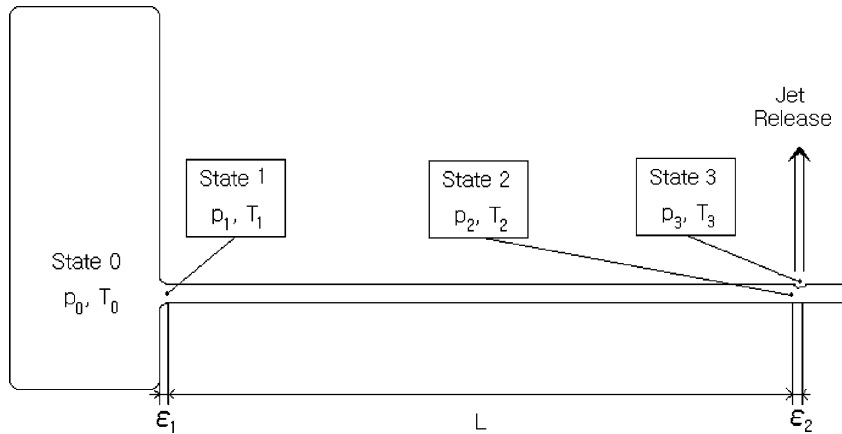 Jet
Release
State 1
p₁, T₁
State 2
p₂, T₂
State 3
p₃, T₃
State 0
p₀, T₀
ε₁
L
ε₂